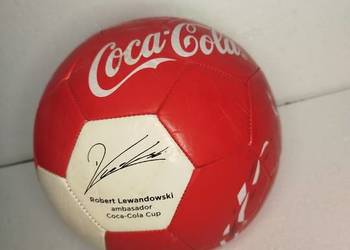 Coca-Cola
Robert Lewandowski
ambasador
Coca-Cola Cup